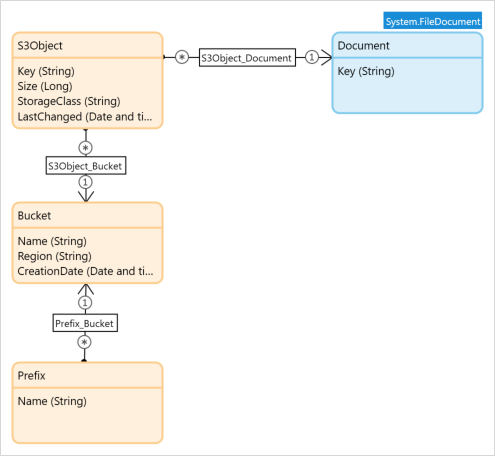 System.FileDocument
S3Object
Key (String)
Size (Long)
StorageClass (String)
LastChanged (Date and ti...
* S3Object_Document 1
Document
Key (String)
*
S3Object_Bucket
1
Bucket
Name (String)
Region (String)
CreationDate (Date and ti...
1
Prefix_Bucket
*
Prefix
Name (String)